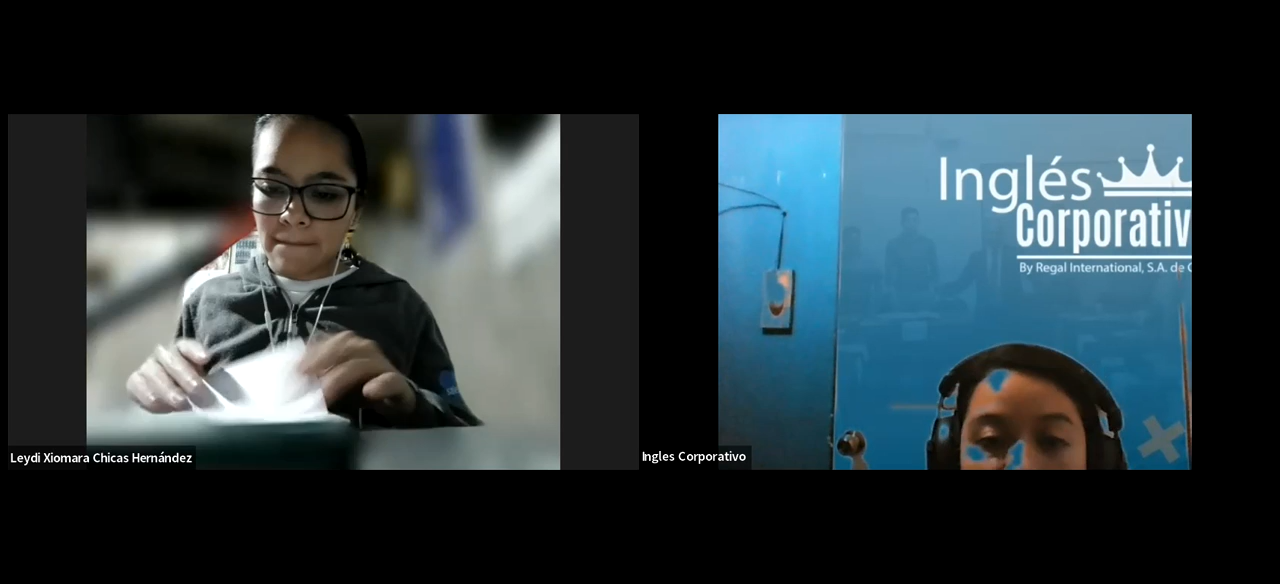 Inglés
Corporativ
By Regal International, S.A. de C
Leydi Xiomara Chicas Hernández
Ingles Corporativo